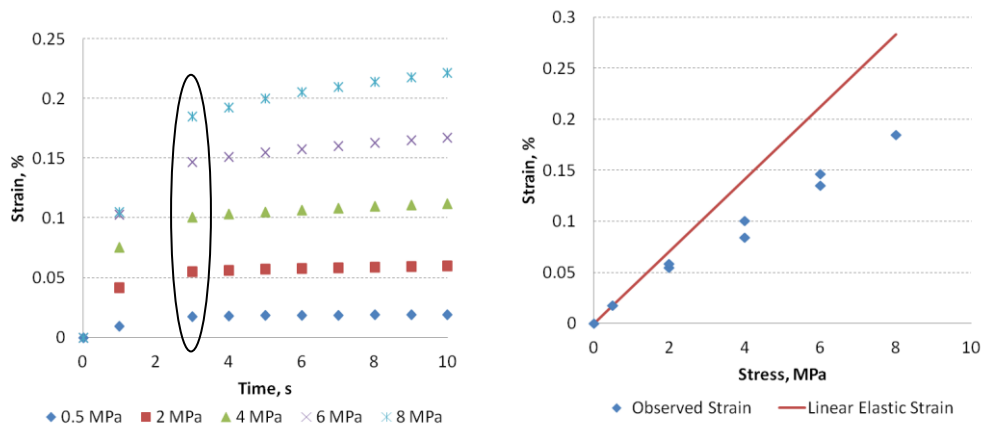 0.25
0.2
0.15
0.1
0.05
0
Strain, %
0 2 4 6 8 10
Time, s
0.5 MPa 2 MPa 4 MPa 6 MPa 8 MPa
0.3
0.25
0.2
0.15
0.1
0.05
0
Strain, %
0 2 4 6 8 10
Stress, MPa
Observed Strain Linear Elastic Strain